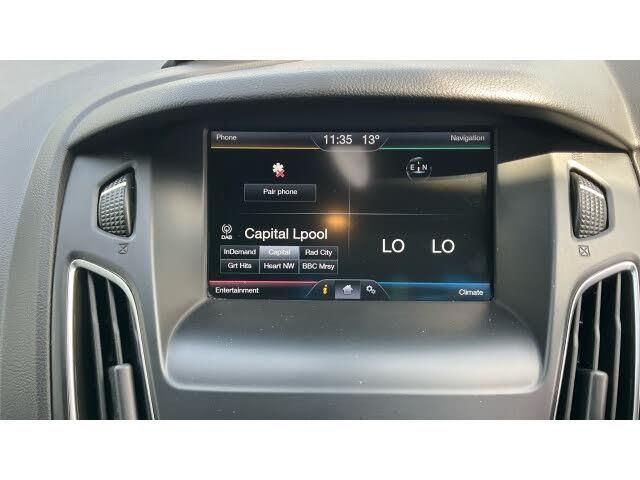 Phone 11:35 13° Navigation
E N
Pair phone
DAB Capital Lpool
InDemand Capital Rad City
LO LO
Grt Hits Heart NW BBC Mrsy
Entertainment i Climate